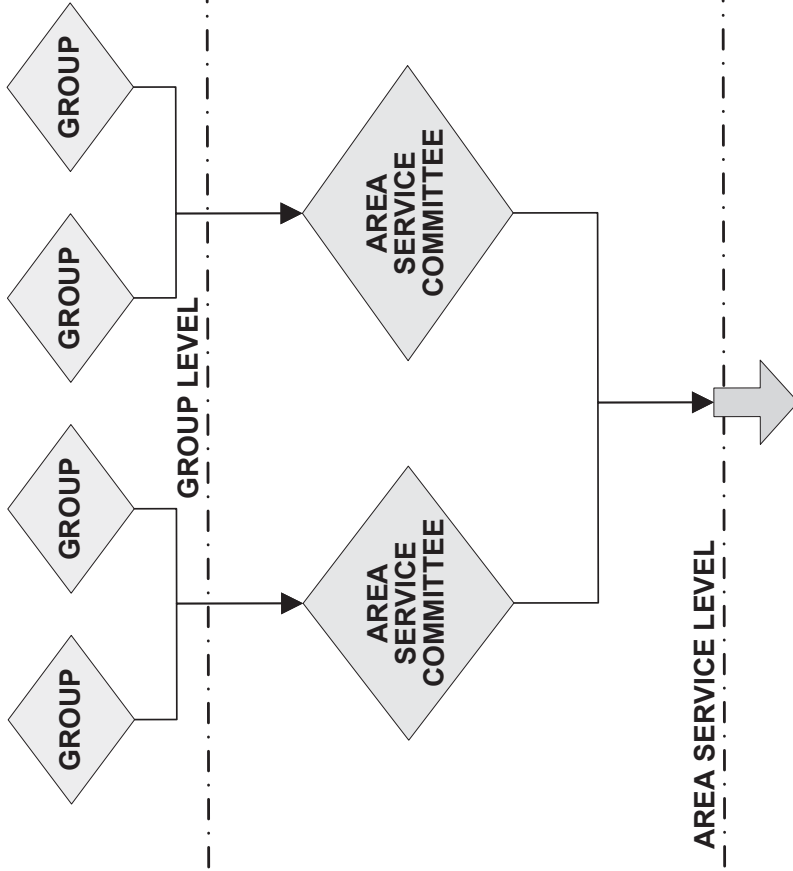 GROUP
GROUP
GROUP
GROUP
GROUP LEVEL
AREA
SERVICE
COMMITTEE
AREA
SERVICE
COMMITTEE
AREA SERVICE LEVEL